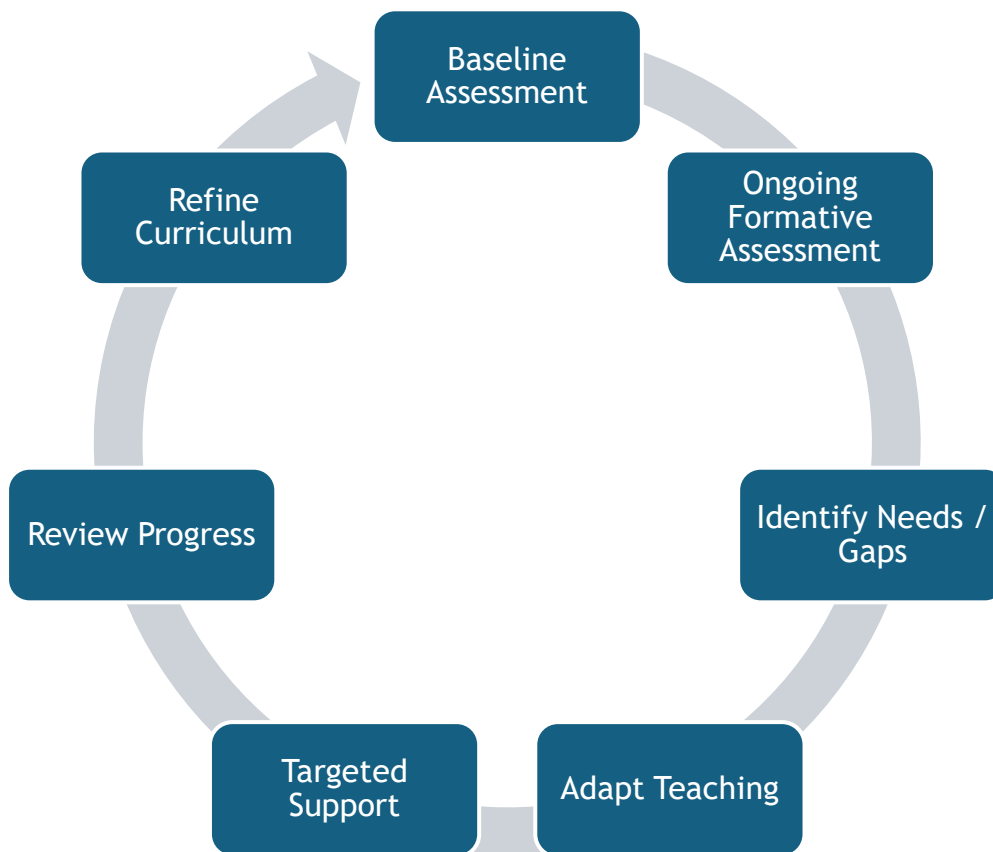 Baseline
Assessment
Ongoing
Formative
Assessment
Identify Needs /
Gaps
Adapt Teaching
Targeted
Support
Review Progress
Refine
Curriculum